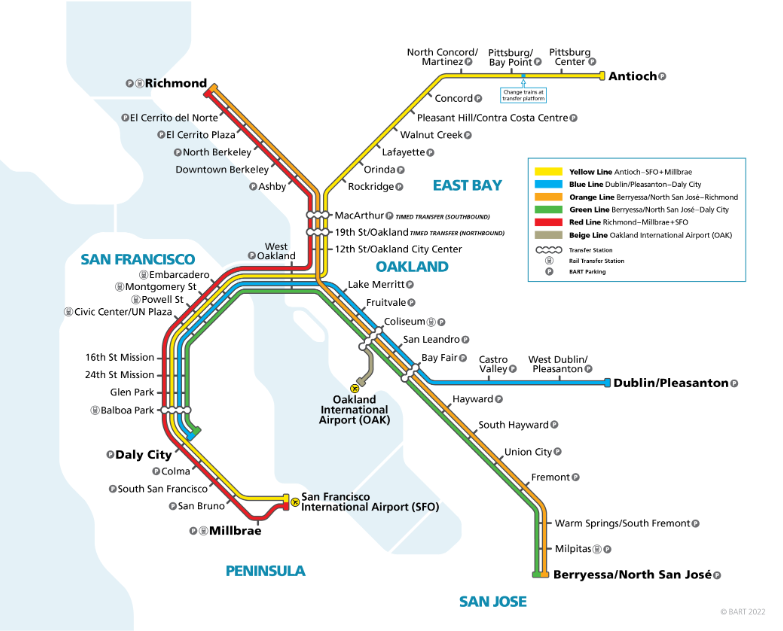 North Concord/
Martinez P
Pittsburg/
Bay Point P
Pittsburg
Center P
Antioch P
Change trains at
transfer platform
P Richmond
Concord P
Pleasant Hill/Contra Costa Centre P
Walnut Creek P
Lafayette P
Orinda P
Rockridge P
P El Cerrito del Norte
P El Cerrito Plaza
P North Berkeley
Downtown Berkeley
P Ashby
EAST BAY
Yellow Line Antioch–SFO+Millbrae
Blue Line Dublin/Pleasanton–Daly City
Orange Line Berryessa/North San José–Richmond
Green Line Berryessa/North San José–Daly City
Red Line Richmond–Millbrae+SFO
Beige Line Oakland International Airport (OAK)
Transfer Station
Rail Transfer Station
P BART Parking
MacArthur P TIMED TRANSFER (SOUTHBOUND)
19th St/Oakland TIMED TRANSFER (NORTHBOUND)
12th St/Oakland City Center
West
P Oakland
SAN FRANCISCO
OAKLAND
Embarcadero
Montgomery St
Powell St
Civic Center/UN Plaza
16th St Mission
24th St Mission
Glen Park
Balboa Park
P Daly City
P Colma
P South San Francisco
P San Bruno
P Millbrae
San Francisco
International Airport (SFO)
Lake Merritt P
Fruitvale P
Coliseum P
San Leandro P
Bay Fair P
Castro
Valley P
West Dublin/
Pleasanton P
Dublin/Pleasanton P
Oakland
International
Airport (OAK)
Hayward P
South Hayward P
Union City P
Fremont P
Warm Springs/South Fremont P
Milpitas P
Berryessa/North San José P
PENINSULA
SAN JOSE
© BART 2022